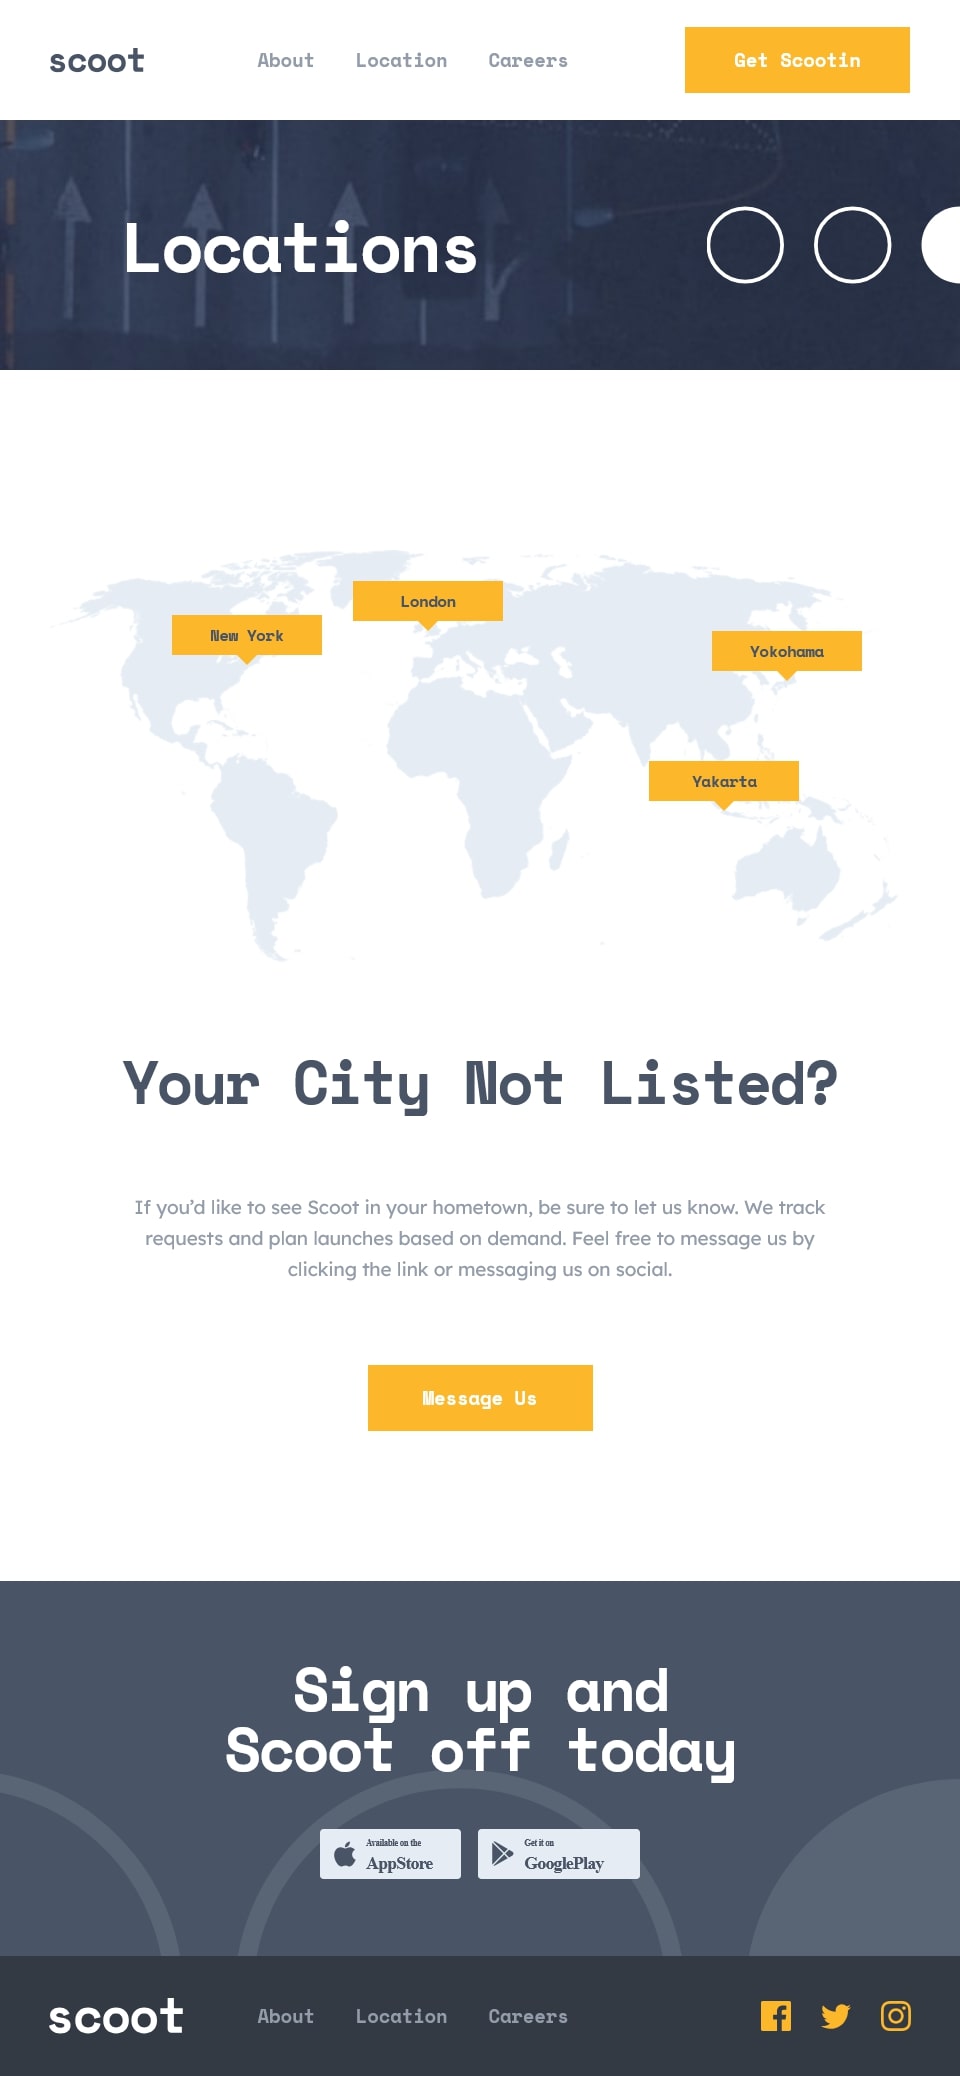 scoot
About Location Careers
Get Scootin
Locations
London
New York
Yokohama
Yakarta
Your City Not Listed?
If you’d like to see Scoot in your hometown, be sure to let us know. We track
requests and plan launches based on demand. Feel free to message us by
clicking the link or messaging us on social.
Message Us
Sign up and
Scoot off today
Available on the
AppStore
Get it on
GooglePlay
scoot
About Location Careers